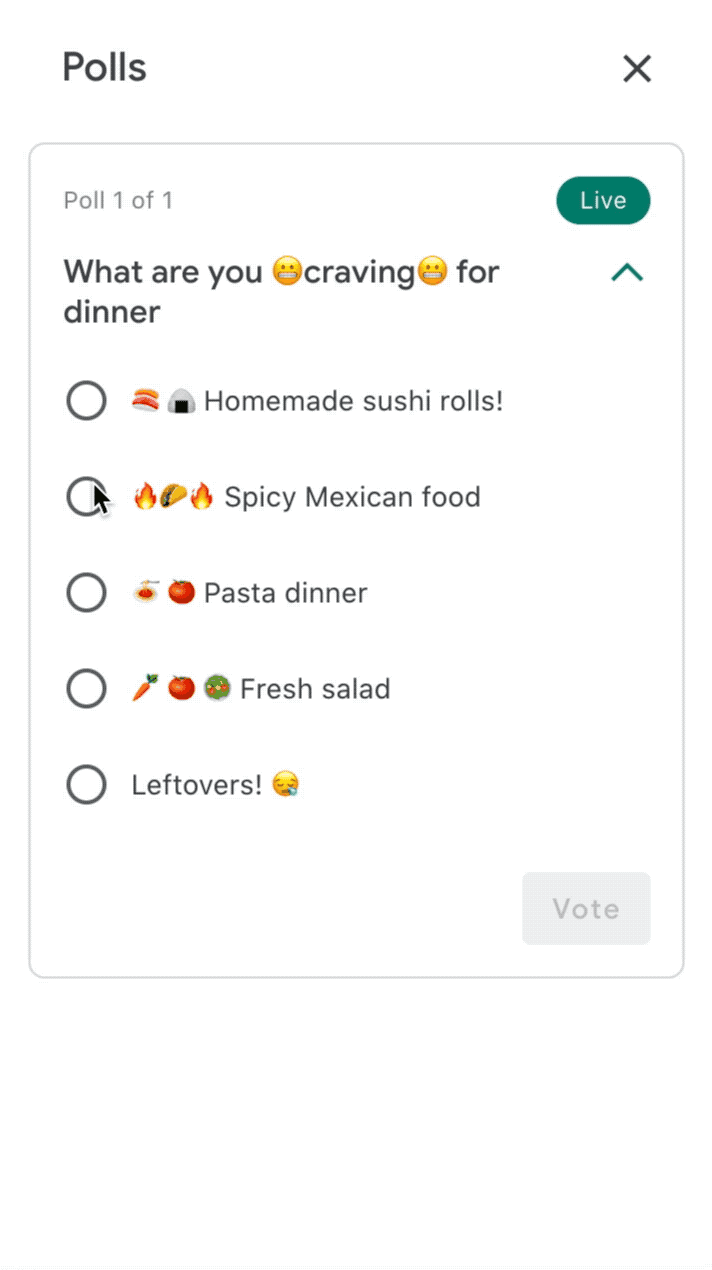 Polls
Poll 1 of 1
Live
What are you 😬craving😬 for
dinner
🍣 🍙 Homemade sushi rolls!
🔥🌮🔥 Spicy Mexican food
🍝 🍅 Pasta dinner
🥕 🍅 🥗 Fresh salad
Leftovers! 😪
Vote